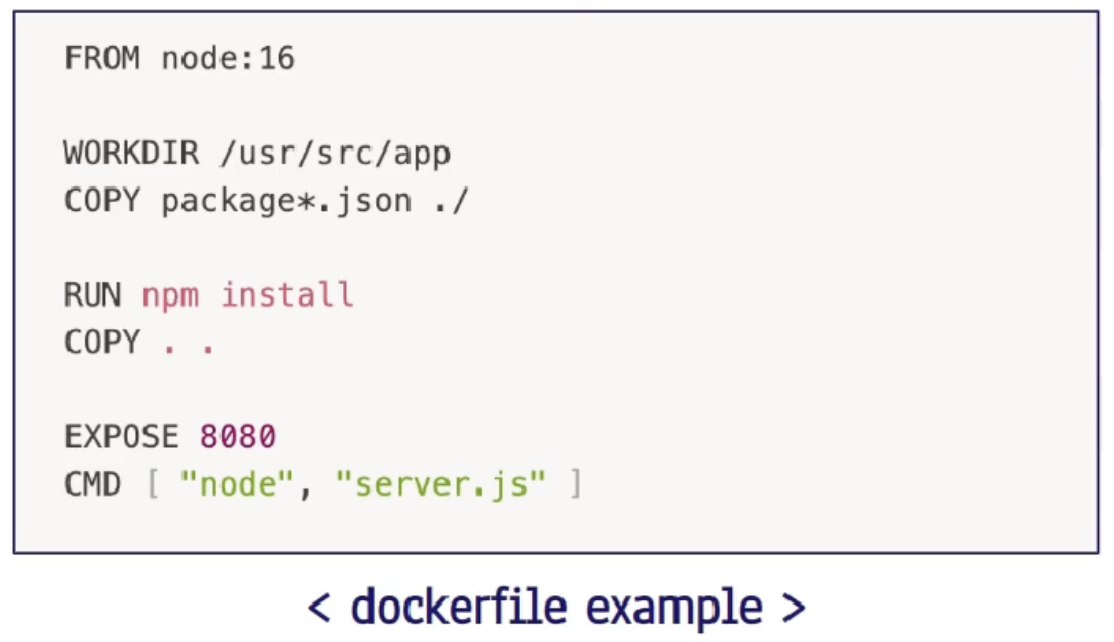 FROM node:16
WORKDIR /usr/src/app
COPY package*.json ./
RUN npm install
COPY . .
EXPOSE 8080
CMD [ "node", "server.js" ]
< dockerfile example >